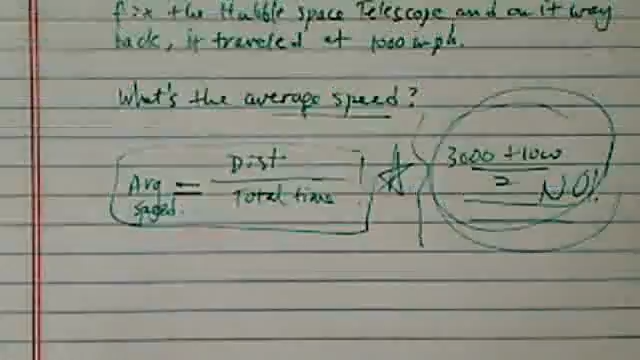 fix the Hubble space Telescope and on it way
back, it traveled at 1000 mph.
What's the average speed?
Avg speed = Dist / Total time
3000 + 1000 / 2 NO!